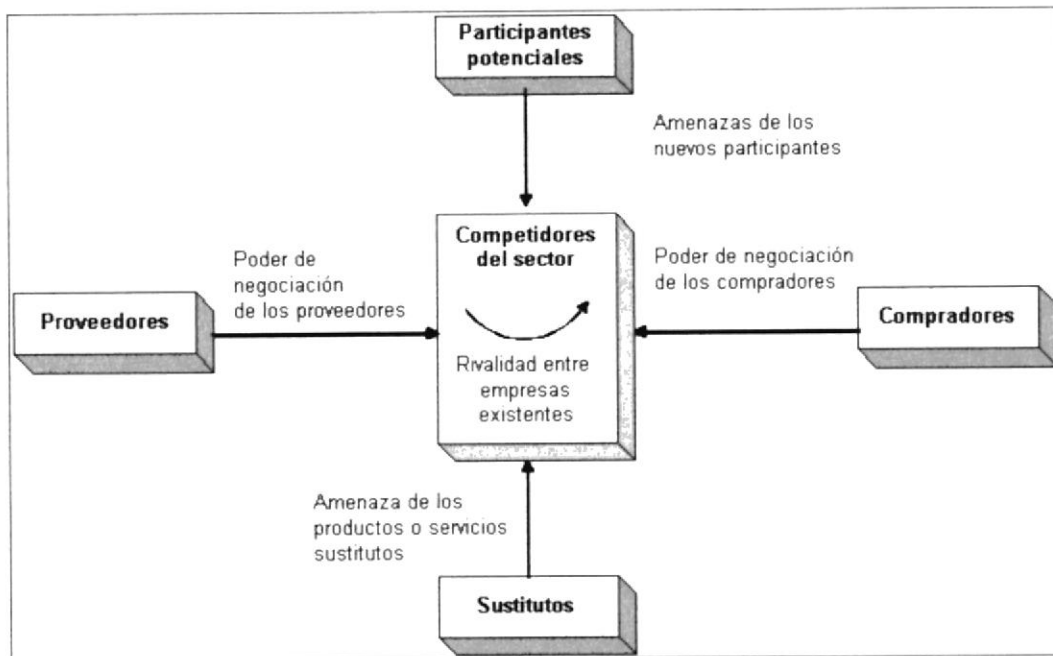 Participantes
potenciales
Amenazas de los
nuevos participantes
Competidores
del sector
Poder de
negociación
de los proveedores
Poder de negociación
de los compradores
Proveedores
Compradores
Rivalidad entre
empresas
existentes
Amenaza de los
productos o servicios
sustitutos
Sustitutos